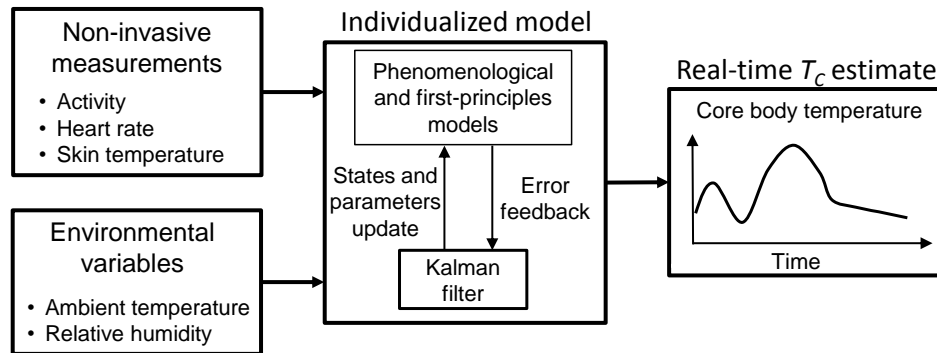 Non-invasive
measurements
• Activity
• Heart rate
• Skin temperature
Environmental
variables
• Ambient temperature
• Relative humidity
Individualized model
Phenomenological
and first-principles
models
States and
parameters
update
Error
feedback
Kalman
filter
Real-time T_C estimate
Core body temperature
Time